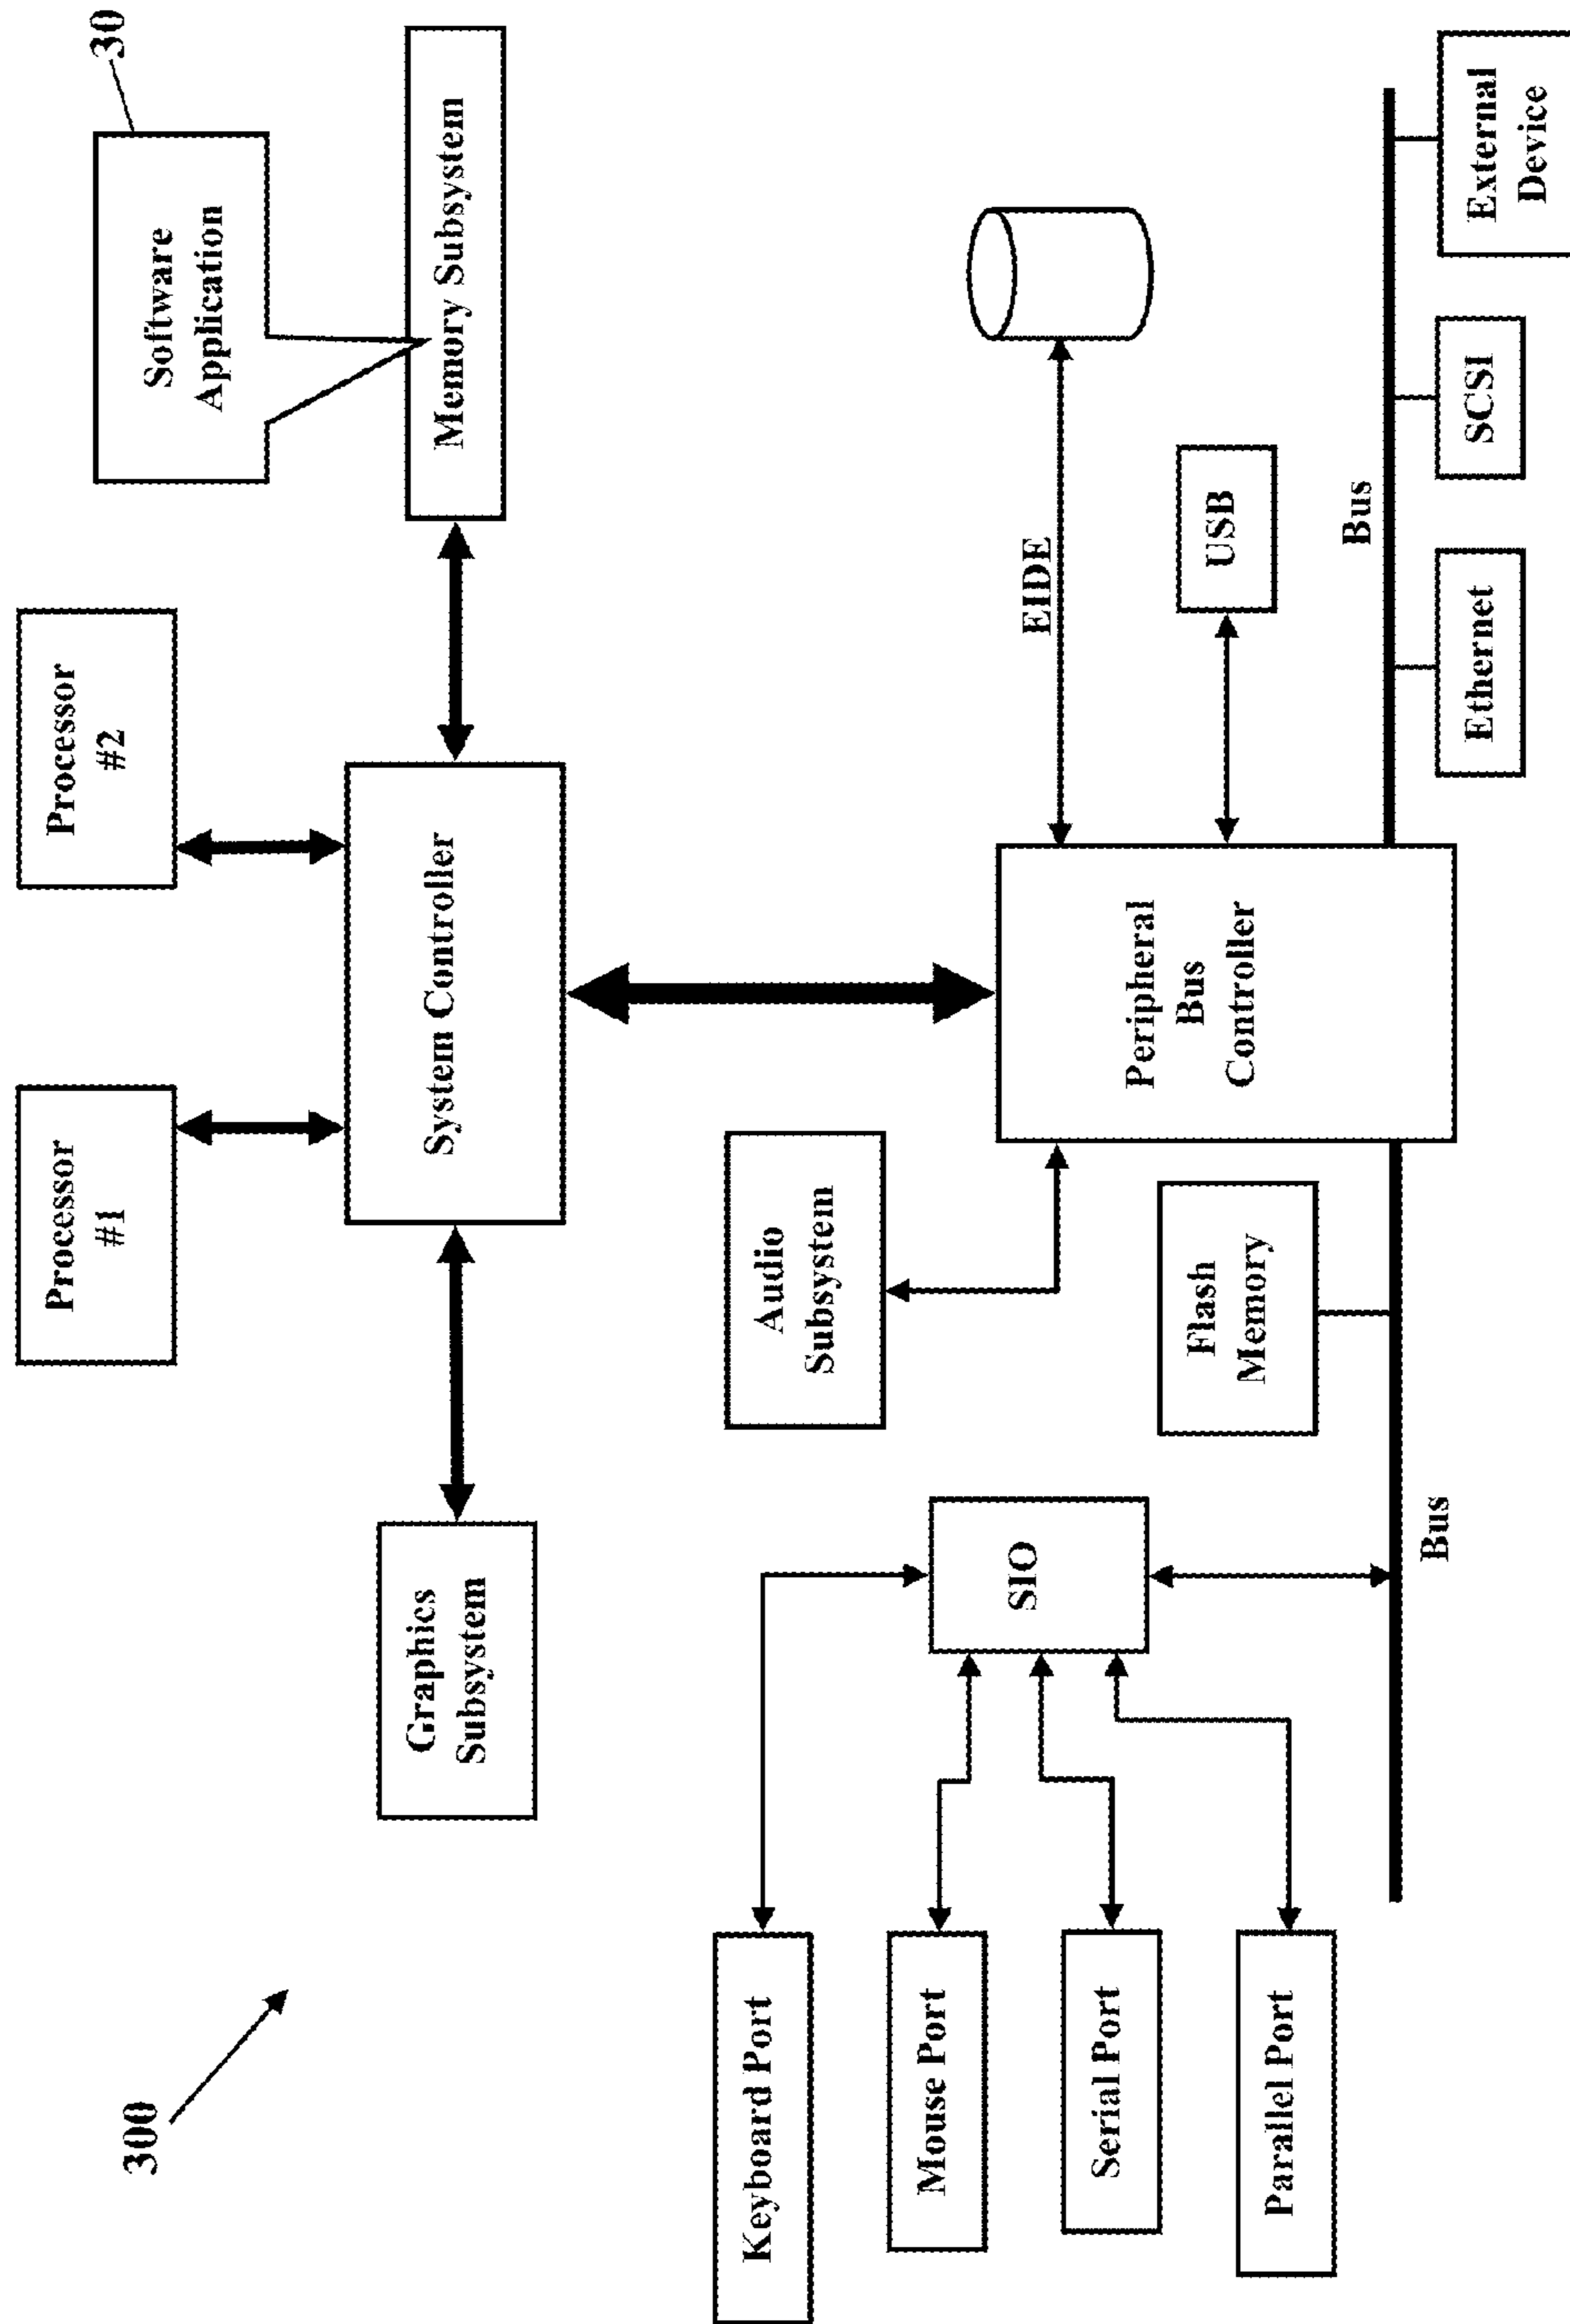 300
30
Processor
#1
Processor
#2
Software
Application
Graphics
Subsystem
System Controller
Memory Subsystem
Keyboard Port
Mouse Port
Serial Port
Parallel Port
SIO
Audio
Subsystem
Flash
Memory
Peripheral
Bus
Controller
EIDE
USB
Bus
Bus
Ethernet
SCSI
External
Device